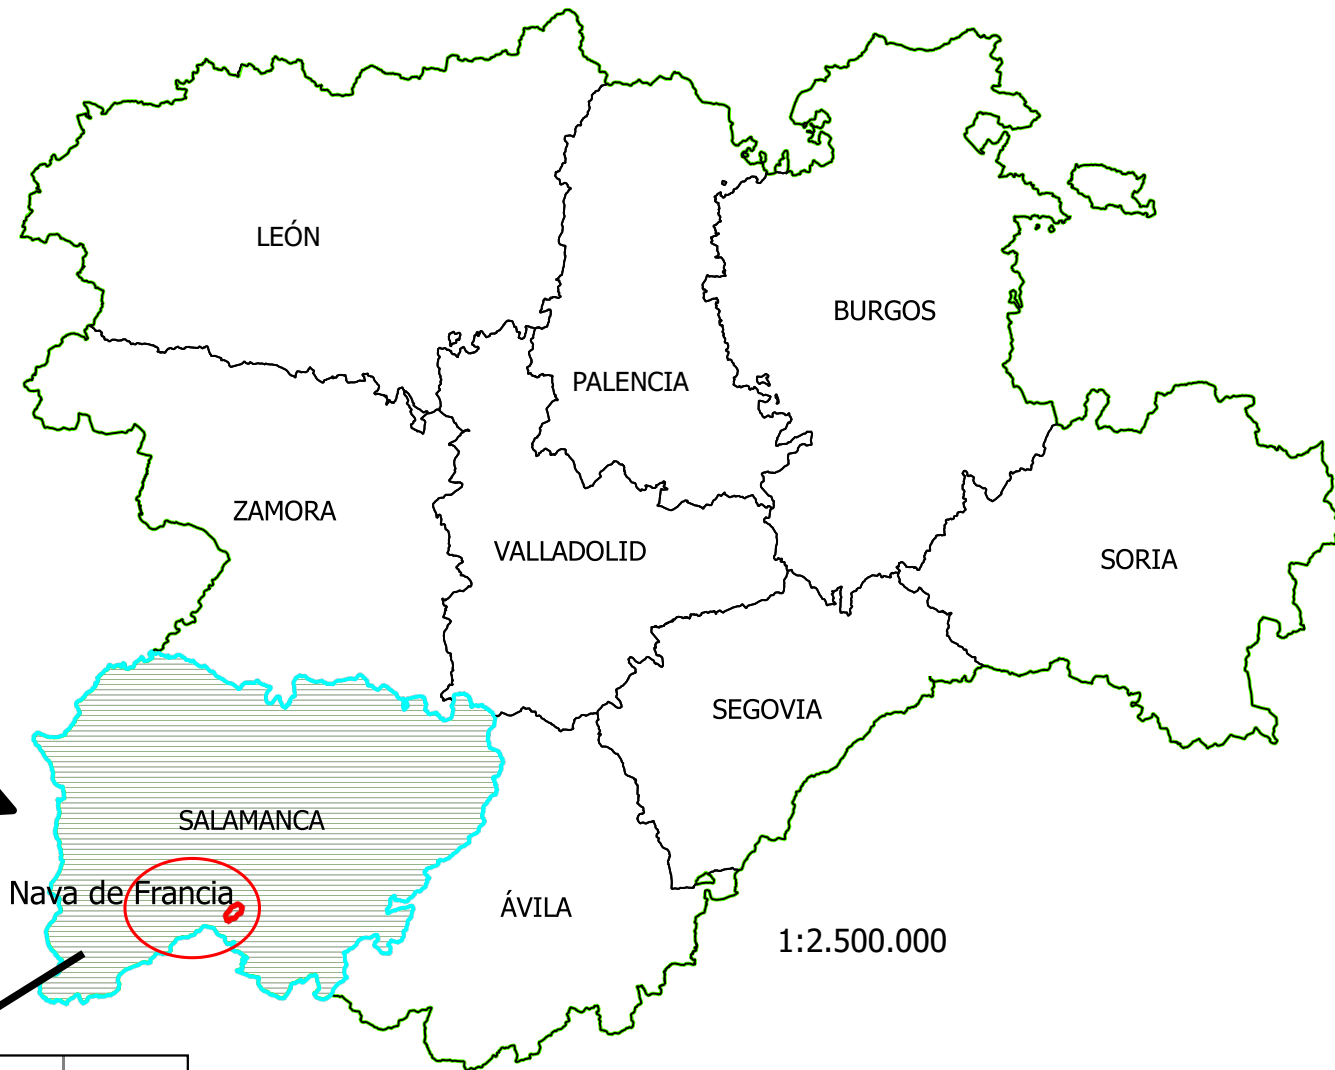 LEÓN
BURGOS
PALENCIA
ZAMORA
VALLADOLID
SORIA
SEGOVIA
SALAMANCA
Nava de Francia
ÁVILA
1:2.500.000